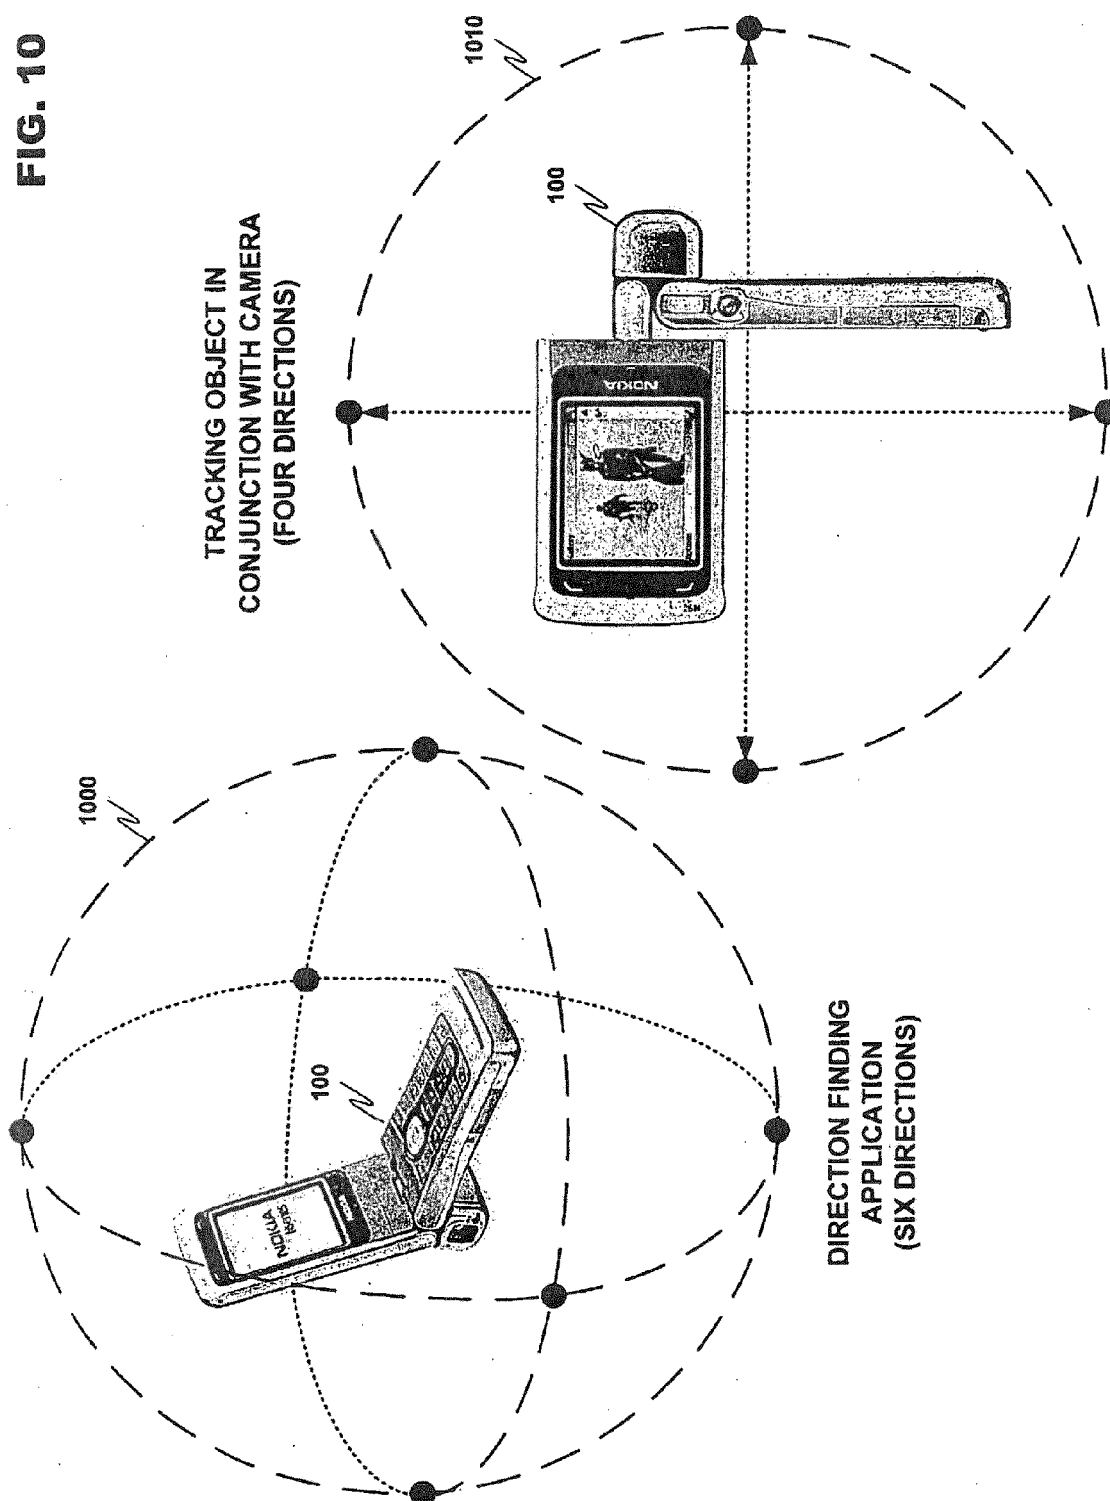 FIG. 10
TRACKING OBJECT IN
CONJUNCTION WITH CAMERA
(FOUR DIRECTIONS)
1010
100
NOKIA
1000
100
NOKIA
DIRECTION FINDING
APPLICATION
(SIX DIRECTIONS)